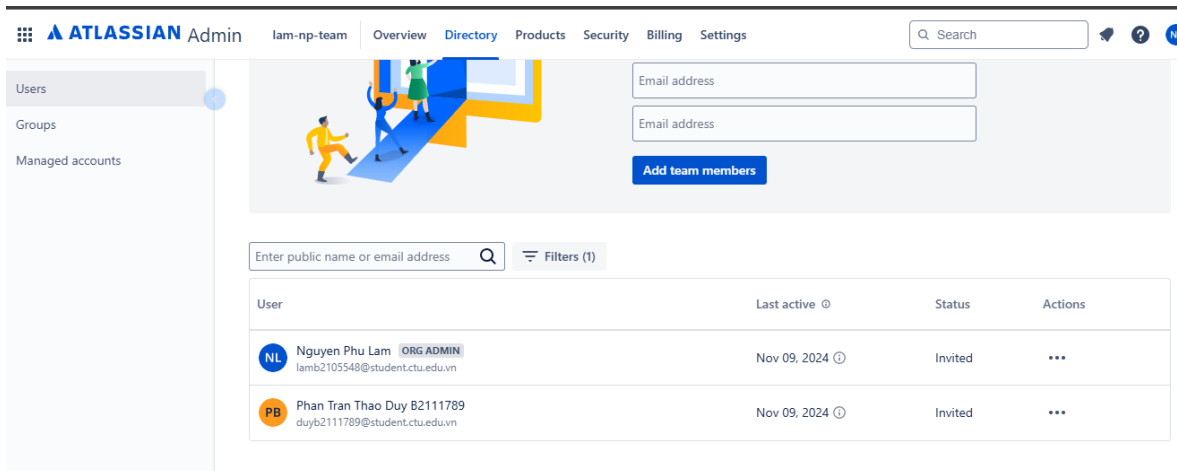 ATLASSIAN Admin lam-np-team Overview Directory Products Security Billing Settings Search
Users
Groups
Managed accounts
Email address
Email address
Add team members
Enter public name or email address Filters (1)
User Last active Status Actions
NL Nguyen Phu Lam ORG ADMIN Nov 09, 2024 Invited
lamb2105548@student.ctu.edu.vn
PB Phan Tran Thao Duy B2111789 Nov 09, 2024 Invited
duyb2111789@student.ctu.edu.vn